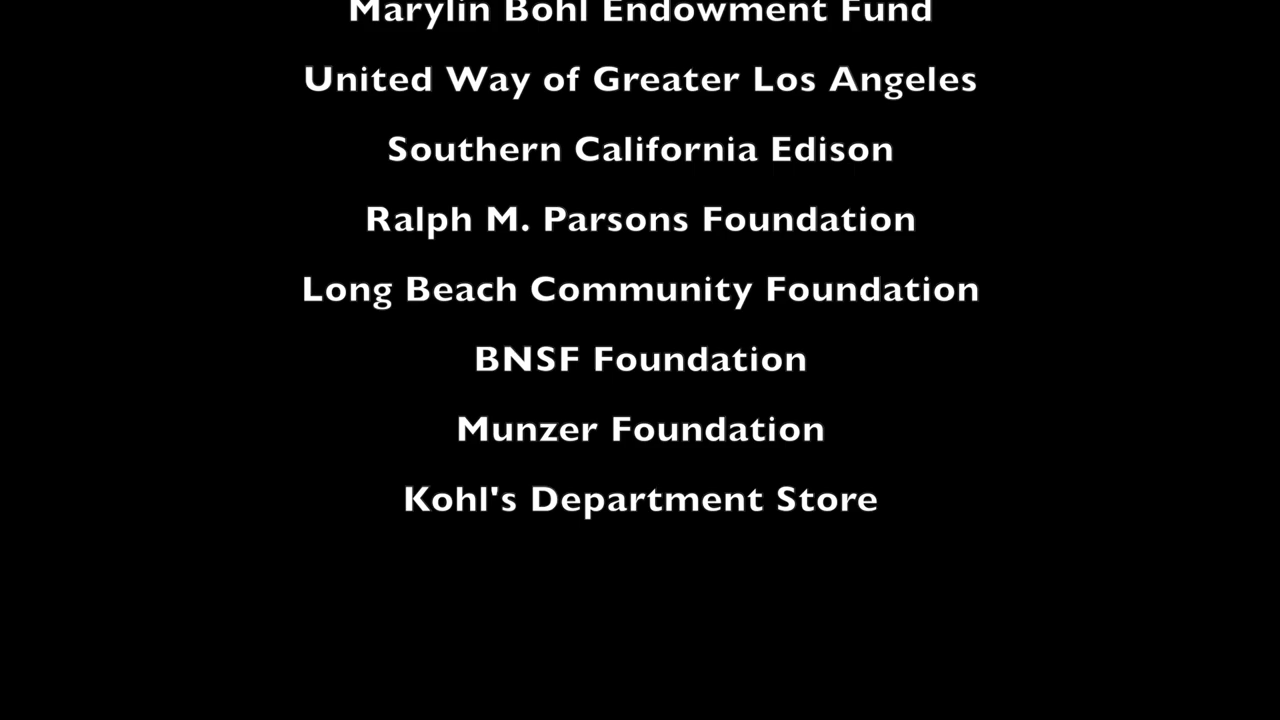 Marylin Bohl Endowment Fund
United Way of Greater Los Angeles
Southern California Edison
Ralph M. Parsons Foundation
Long Beach Community Foundation
BNSF Foundation
Munzer Foundation
Kohl's Department Store